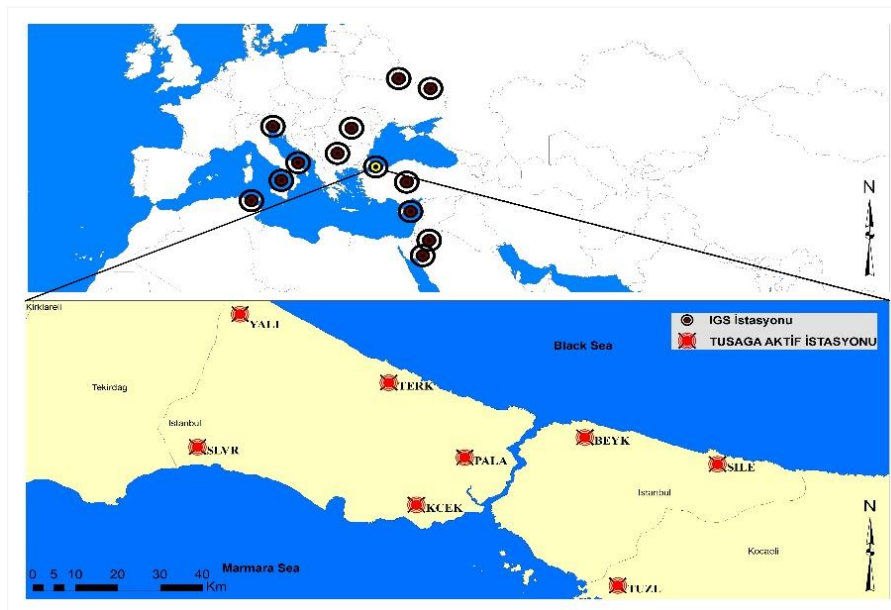 N
Kirklareli
YALI
Black Sea
IGS İstasyonu
TUSAGA AKTİF İSTASYONU
TERK
Tekirdag
Istanbul
SLVR
BEYK
PALA
SILE
Istanbul
KCEK
N
Kocaeli
Marmara Sea
TUZL
0 5 10 20 30 40
Km